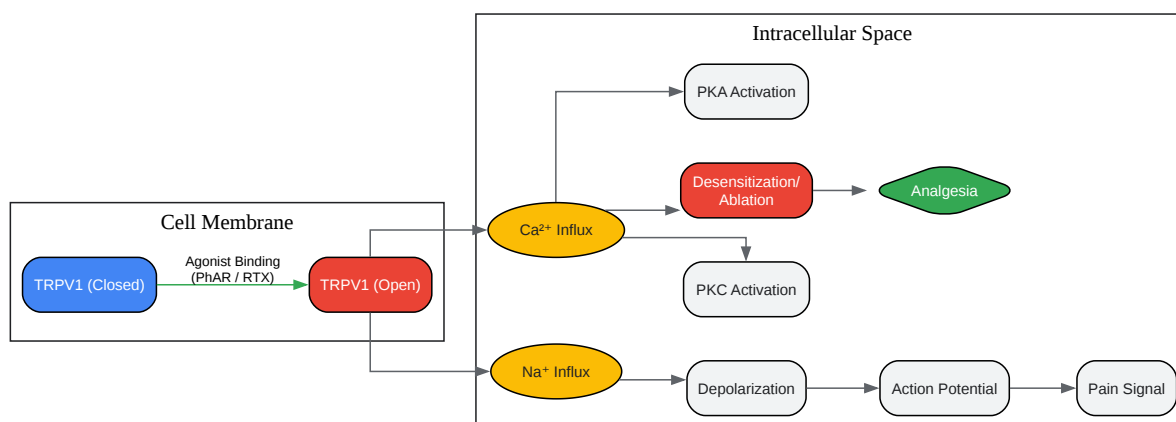 Intracellular Space
PKA Activation
Desensitization/
Ablation
Analgesia
Cell Membrane
Ca²⁺ Influx
Agonist Binding
(PhAR / RTX)
TRPV1 (Closed)
TRPV1 (Open)
PKC Activation
Na⁺ Influx
Depolarization
Action Potential
Pain Signal